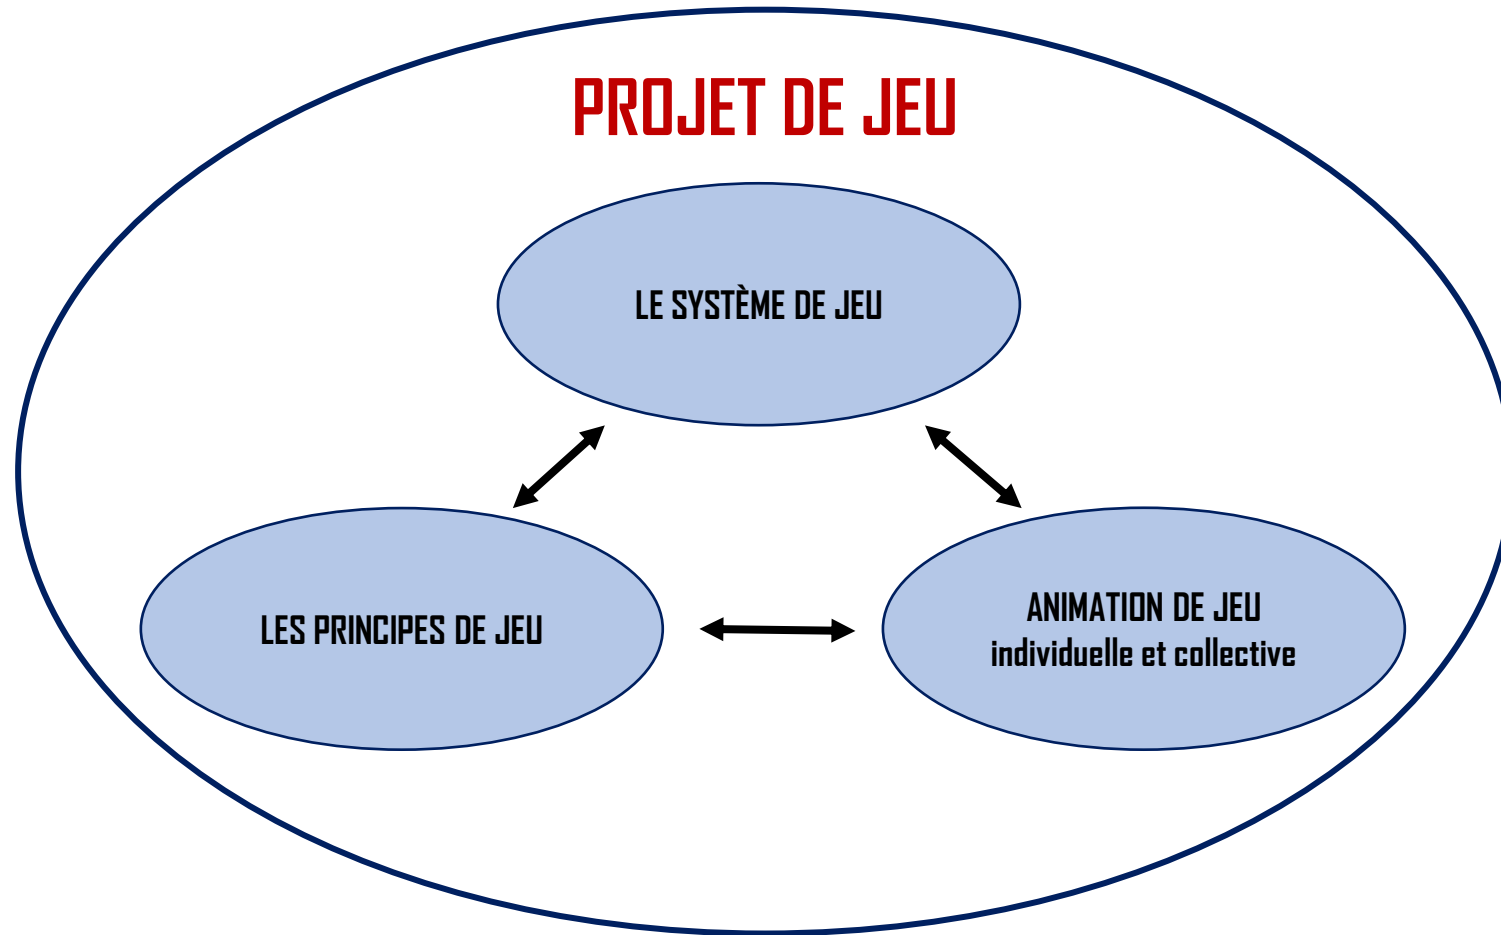 PROJET DE JEU
LE SYSTÈME DE JEU
LES PRINCIPES DE JEU
ANIMATION DE JEU
individuelle et collective